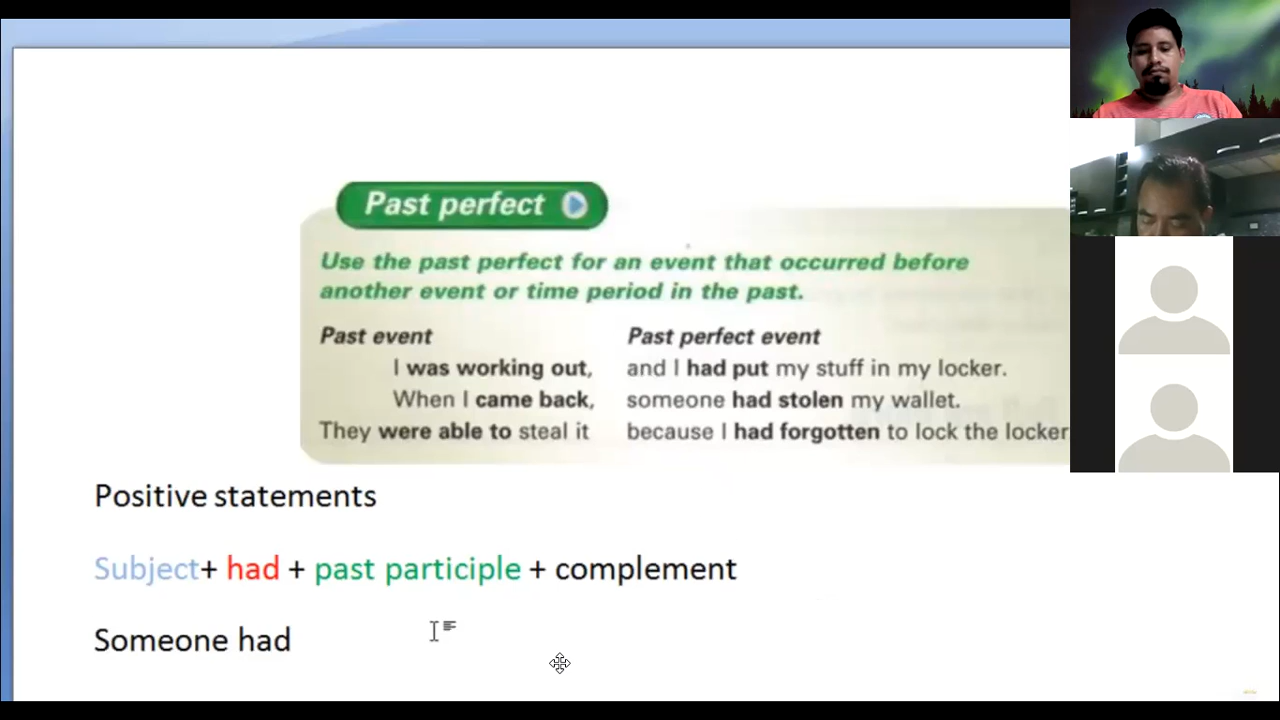 Past perfect
Use the past perfect for an event that occurred before
another event or time period in the past.
Past event Past perfect event
I was working out, and I had put my stuff in my locker.
When I came back, someone had stolen my wallet.
They were able to steal it because I had forgotten to lock the locker
Positive statements
Subject+ had + past participle + complement
Someone had